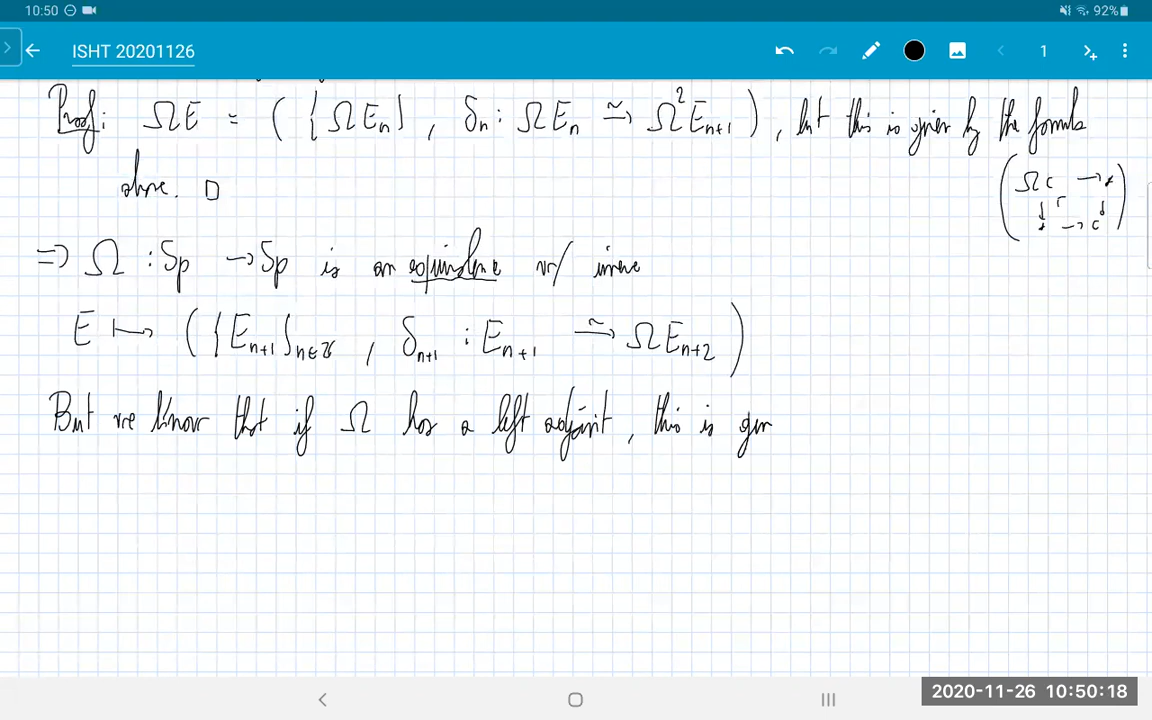 10:50 92%
ISHT 20201126 1
Proof: ΩE = ({ΩEₙ}, δₙ : ΩEₙ ≃→ Ω²Eₙ₊₁), but this is given by the formula
above. □
(ΩC → * ↓ ⌜ ↓ * → C)
=> Ω : Sp → Sp is an equivalence w/ inverse
E ↦ ({Eₙ₊₁}ₙ∈ℤ, δₙ₊₁ : Eₙ₊₁ ≃→ ΩEₙ₊₂)
But we know that if Ω has a left adjoint, this is giv
2020-11-26 10:50:18